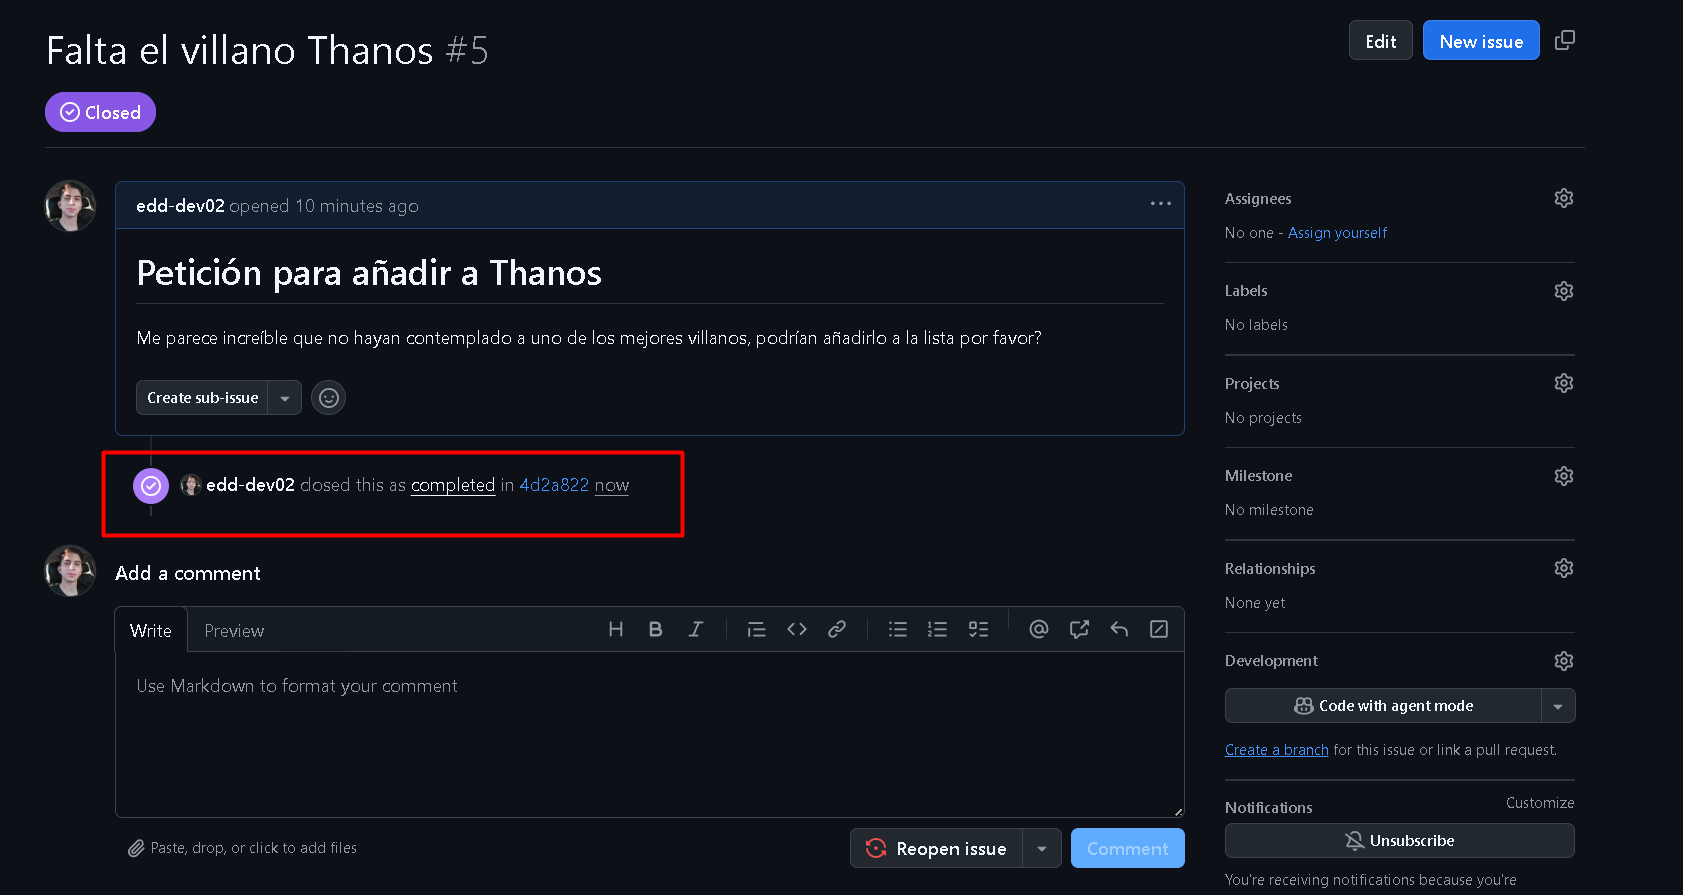 Falta el villano Thanos #5
Edit
New issue
Closed
edd-dev02 opened 10 minutes ago
Petición para añadir a Thanos
Me parece increíble que no hayan contemplado a uno de los mejores villanos, podrían añadirlo a la lista por favor?
Create sub-issue
edd-dev02 closed this as completed in 4d2a822 now
Add a comment
Write
Preview
Use Markdown to format your comment
Paste, drop, or click to add files
Reopen issue
Comment
Assignees
No one - Assign yourself
Labels
No labels
Projects
No projects
Milestone
No milestone
Relationships
None yet
Development
Code with agent mode
Create a branch for this issue or link a pull request.
Notifications
Customize
Unsubscribe
You're receiving notifications because you're